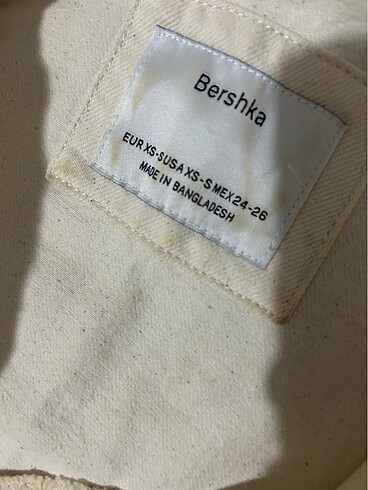 Bershka
EUR XS-S USA XS-S MEX 24-26
MADE IN BANGLADESH